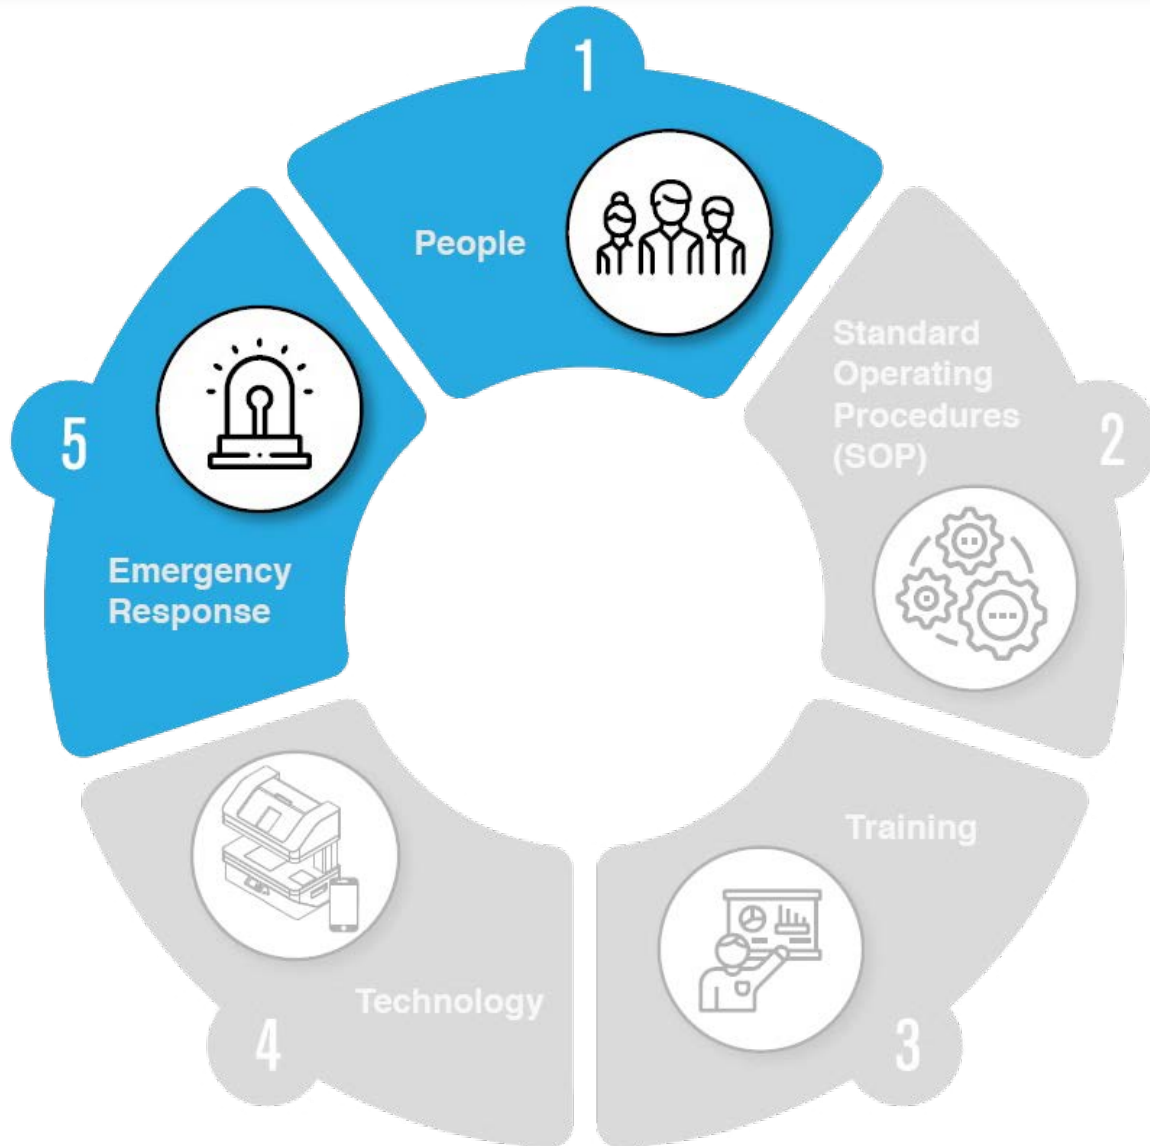 1
People
Standard
Operating
Procedures
(SOP)
2
Training
3
Technology
4
5
Emergency
Response